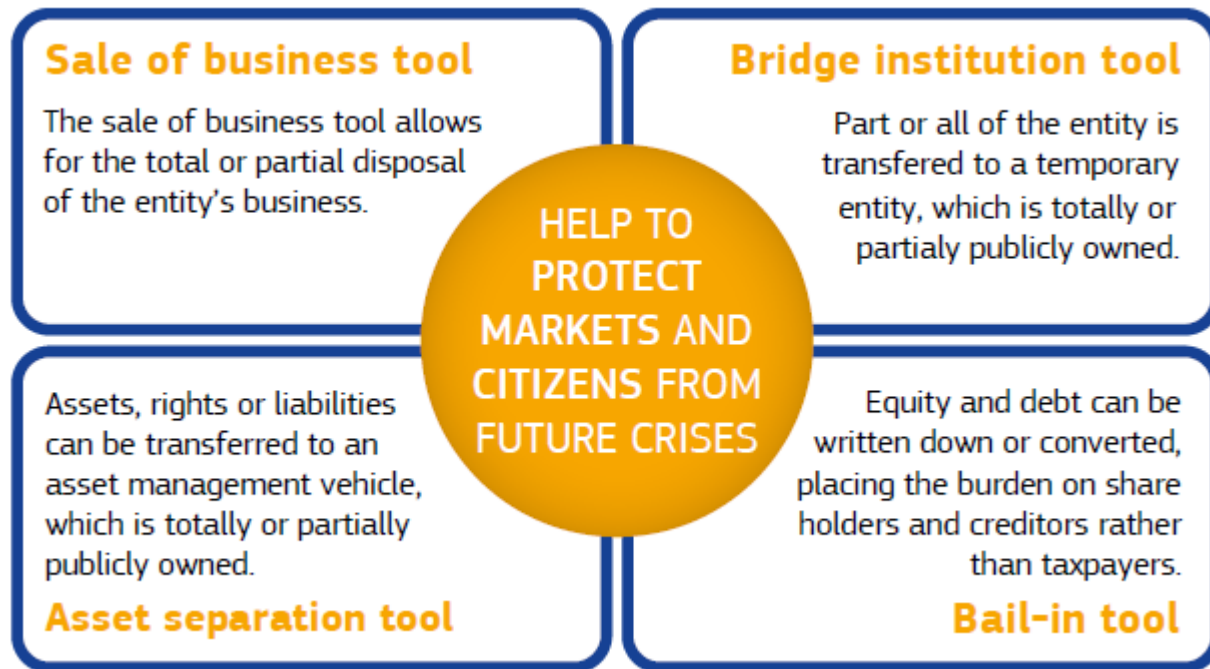 Sale of business tool
The sale of business tool allows
for the total or partial disposal
of the entity's business.
Bridge institution tool
Part or all of the entity is
transfered to a temporary
entity, which is totally or
partialy publicly owned.
HELP TO
PROTECT
MARKETS AND
CITIZENS FROM
FUTURE CRISES
Assets, rights or liabilities
can be transferred to an
asset management vehicle,
which is totally or partially
publicly owned.
Asset separation tool
Equity and debt can be
written down or converted,
placing the burden on share
holders and creditors rather
than taxpayers.
Bail-in tool